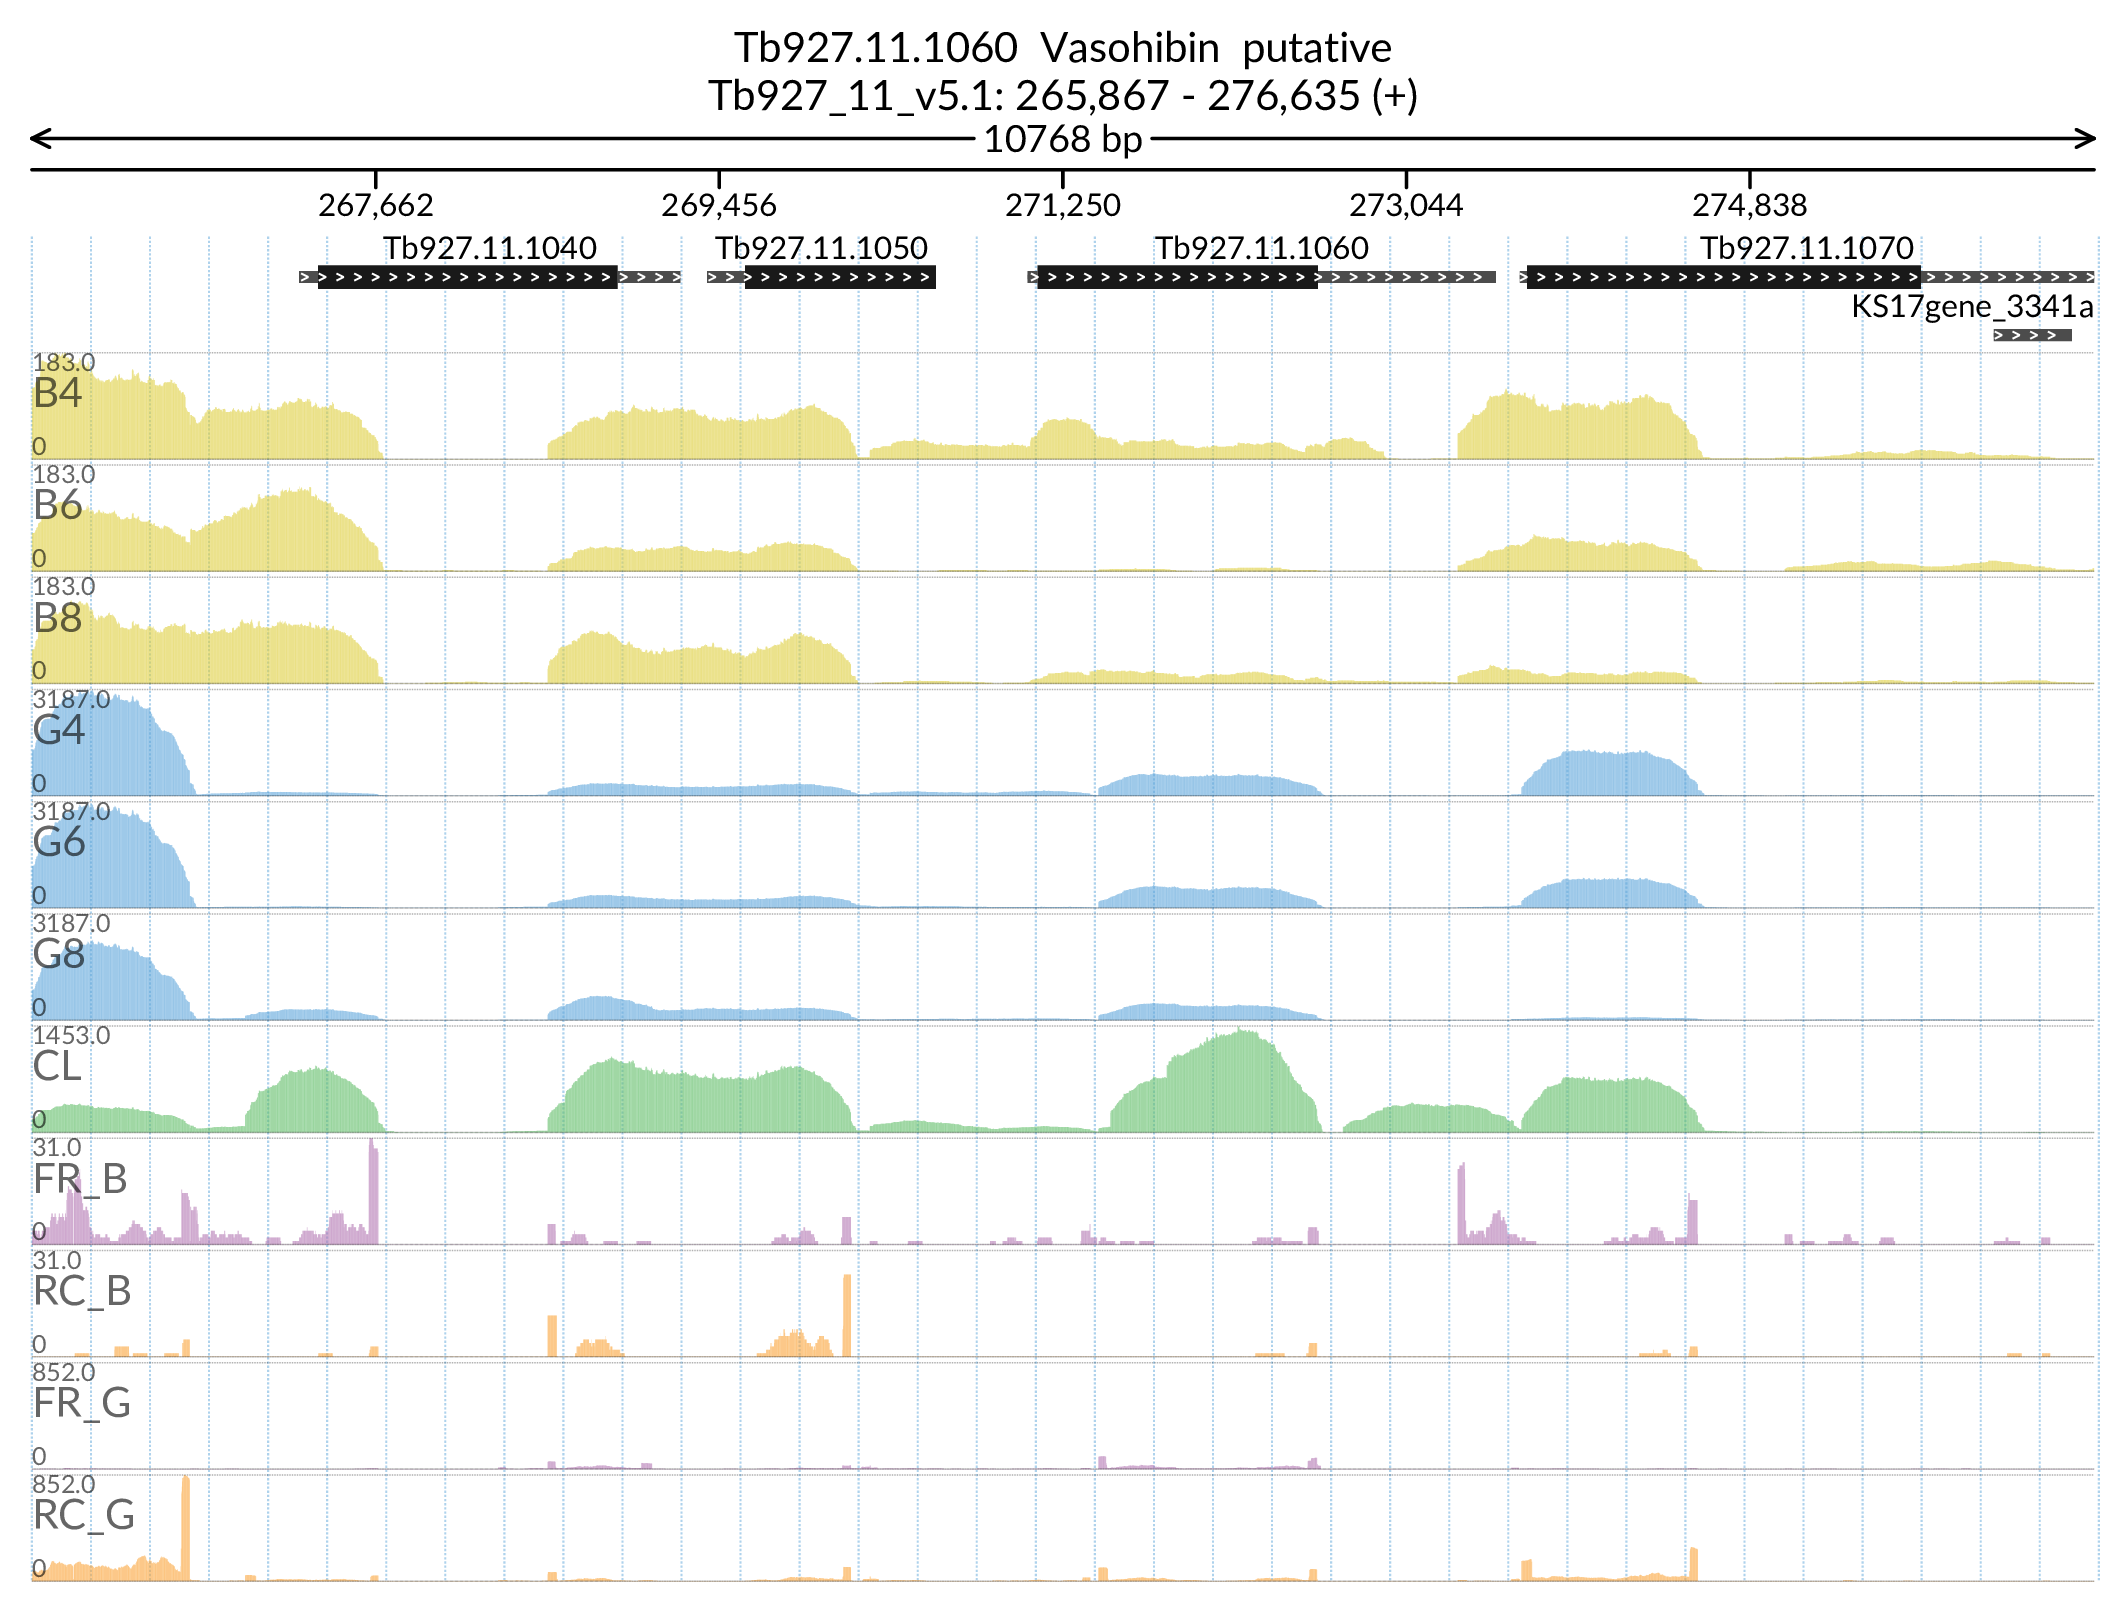 Tb927.11.1060 Vasohibin putative
Tb927_11_v5.1: 265,867 - 276,635 (+)
10768 bp
267,662 269,456 271,250 273,044 274,838
Tb927.11.1040 Tb927.11.1050 Tb927.11.1060 Tb927.11.1070
KS17gene_3341a
183.0
B4
0
183.0
B6
0
183.0
B8
0
3187.0
G4
0
3187.0
G6
0
3187.0
G8
0
1453.0
CL
0
31.0
FR_B
0
31.0
RC_B
0
852.0
FR_G
0
852.0
RC_G
0